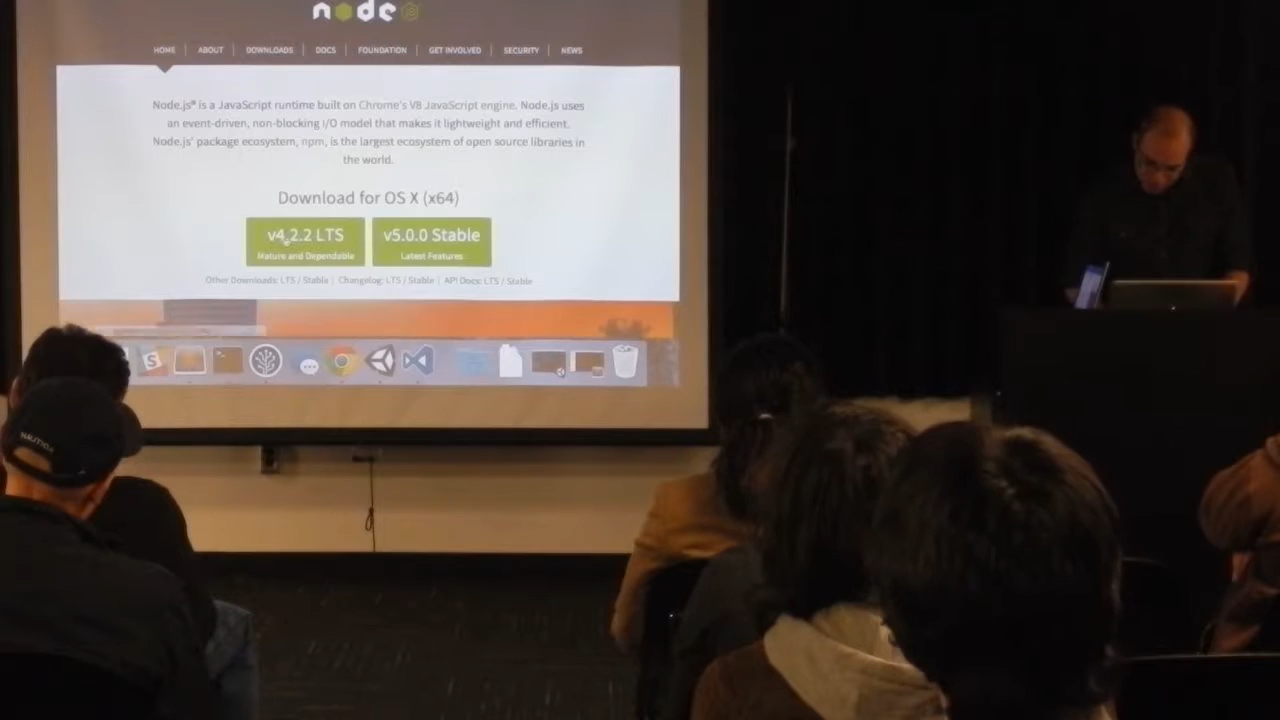 node
HOME ABOUT DOWNLOADS DOCS FOUNDATION GET INVOLVED SECURITY NEWS
Node.js® is a JavaScript runtime built on Chrome's V8 JavaScript engine. Node.js uses
an event-driven, non-blocking I/O model that makes it lightweight and efficient.
Node.js' package ecosystem, npm, is the largest ecosystem of open source libraries in
the world.
Download for OS X (x64)
v4.2.2 LTS
Mature and Dependable
v5.0.0 Stable
Latest Features
Other Downloads: LTS / Stable | Changelog: LTS / Stable | API Docs: LTS / Stable
S
NAUTICA